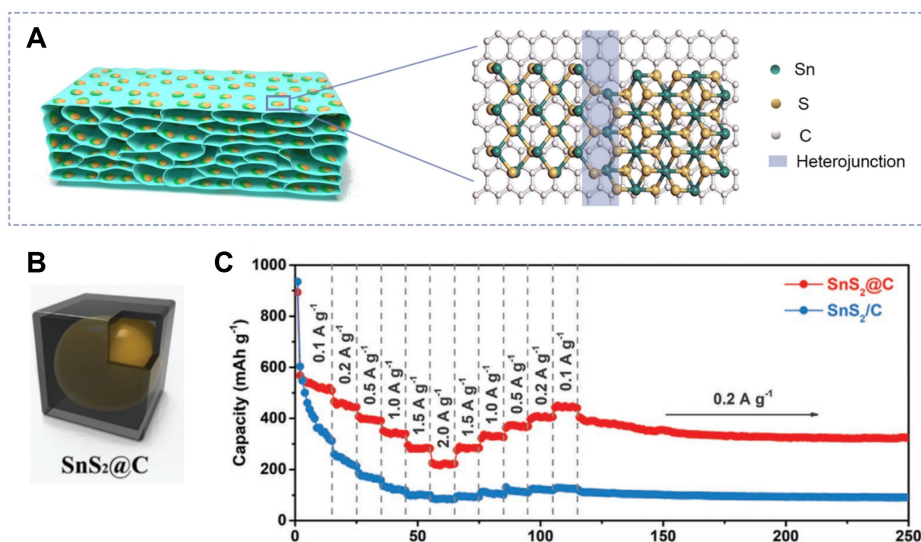 A
Sn
S
C
Heterojunction
B
SnS₂@C
C
1000
800
600
400
200
0
Capacity (mAh g⁻¹)
0.1 A g⁻¹
0.2 A g⁻¹
0.5 A g⁻¹
1.0 A g⁻¹
1.5 A g⁻¹
2.0 A g⁻¹
1.5 A g⁻¹
1.0 A g⁻¹
0.5 A g⁻¹
0.2 A g⁻¹
0.1 A g⁻¹
SnS₂@C
SnS₂/C
0.2 A g⁻¹
0
50
100
150
200
250